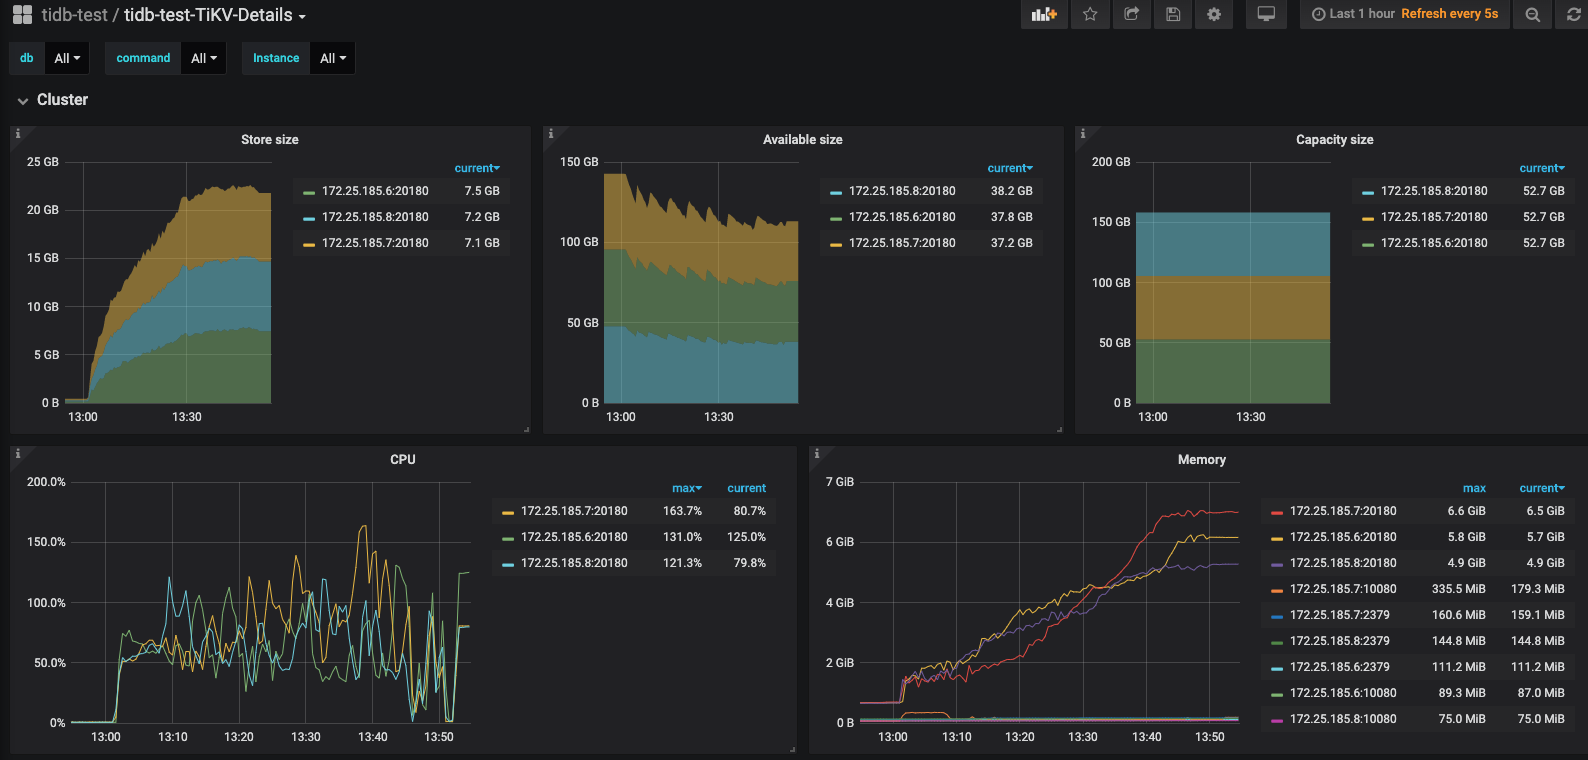 tidb-test / tidb-test-TiKV-Details
Last 1 hour Refresh every 5s
db All command All Instance All
Cluster
Store size
25 GB
20 GB
15 GB
10 GB
5 GB
0 B
13:00 13:30
current
172.25.185.6:20180 7.5 GB
172.25.185.8:20180 7.2 GB
172.25.185.7:20180 7.1 GB
Available size
150 GB
100 GB
50 GB
0 B
13:00 13:30
current
172.25.185.8:20180 38.2 GB
172.25.185.6:20180 37.8 GB
172.25.185.7:20180 37.2 GB
Capacity size
200 GB
150 GB
100 GB
50 GB
0 B
13:00 13:30
current
172.25.185.8:20180 52.7 GB
172.25.185.7:20180 52.7 GB
172.25.185.6:20180 52.7 GB
CPU
200.0%
150.0%
100.0%
50.0%
0%
13:00 13:10 13:20 13:30 13:40 13:50
max current
172.25.185.7:20180 163.7% 80.7%
172.25.185.6:20180 131.0% 125.0%
172.25.185.8:20180 121.3% 79.8%
Memory
7 GiB
6 GiB
4 GiB
2 GiB
0 B
13:00 13:10 13:20 13:30 13:40 13:50
max current
172.25.185.7:20180 6.6 GiB 6.5 GiB
172.25.185.6:20180 5.8 GiB 5.7 GiB
172.25.185.8:20180 4.9 GiB 4.9 GiB
172.25.185.7:10080 335.5 MiB 179.3 MiB
172.25.185.7:2379 160.6 MiB 159.1 MiB
172.25.185.8:2379 144.8 MiB 144.8 MiB
172.25.185.6:2379 111.2 MiB 111.2 MiB
172.25.185.6:10080 89.3 MiB 87.0 MiB
172.25.185.8:10080 75.0 MiB 75.0 MiB